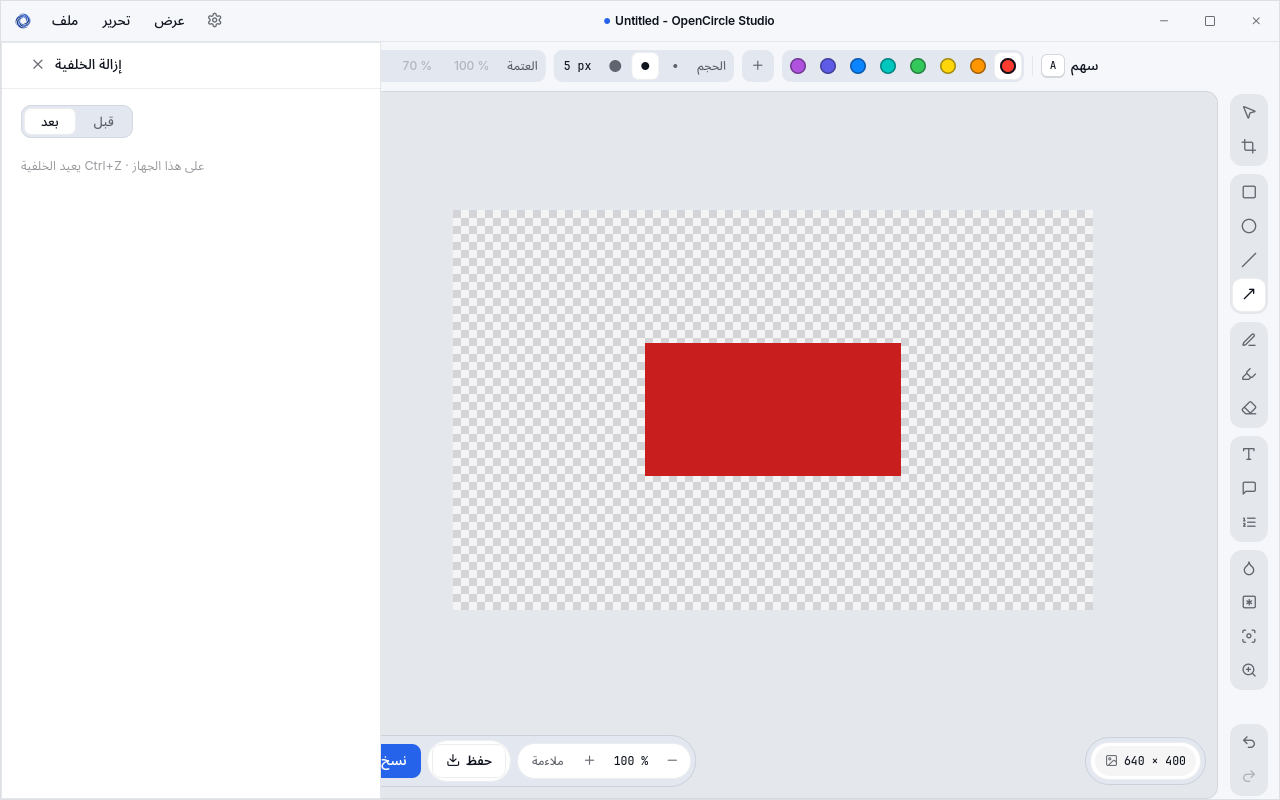 ملف تحرير عرض
Untitled - OpenCircle Studio
إزالة الخلفية
قبل بعد
على هذا الجهاز · Ctrl+Z يعيد الخلفية
سهم A
الحجم 5 px
العتمة 100 % 70 %
640 × 400
100 % ملاءمة
حفظ
نسخ